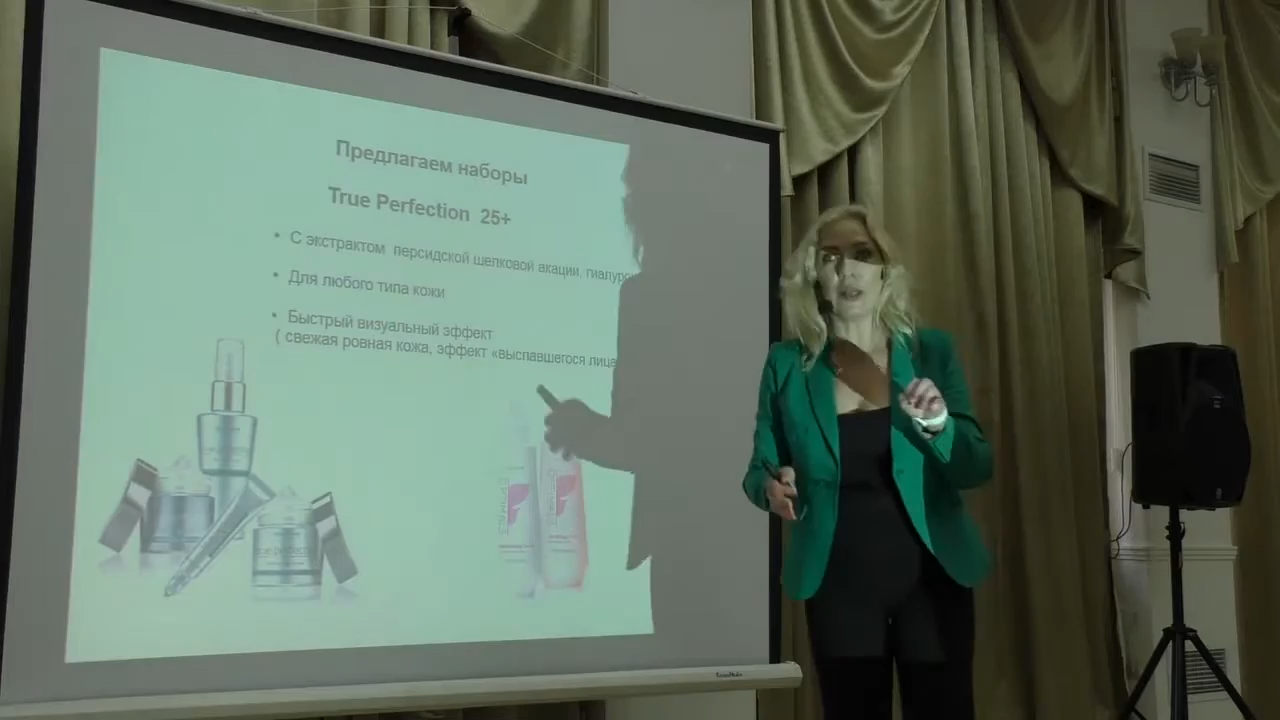 Предлагаем наборы
True Perfection 25+
• С экстрактом персидской шелковой акации, гиалуро
• Для любого типа кожи
• Быстрый визуальный эффект
( свежая ровная кожа, эффект «выспавшегося лица